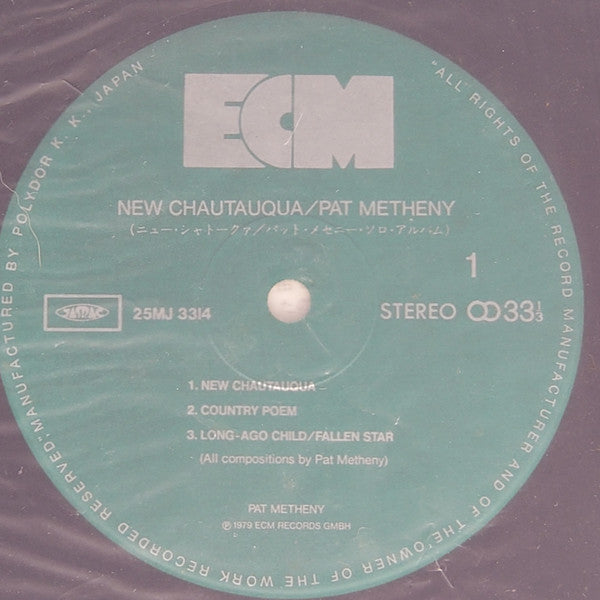 ECM
NEW CHAUTAUQUA/PAT METHENY
(ニュー・シャトークァ/パット・メセニー・ソロ・アルバム)
1
JASRAC
25MJ 3314
STEREO 33 1/3
1. NEW CHAUTAUQUA
2. COUNTRY POEM
3. LONG-AGO CHILD/FALLEN STAR
(All compositions by Pat Metheny)
PAT METHENY
℗ 1979 ECM RECORDS GMBH
"ALL RIGHTS OF THE RECORD MANUFACTURER AND OF THE OWNER OF THE WORK RECORDED RESERVED" MANUFACTURED BY POLYDOR K. K., JAPAN